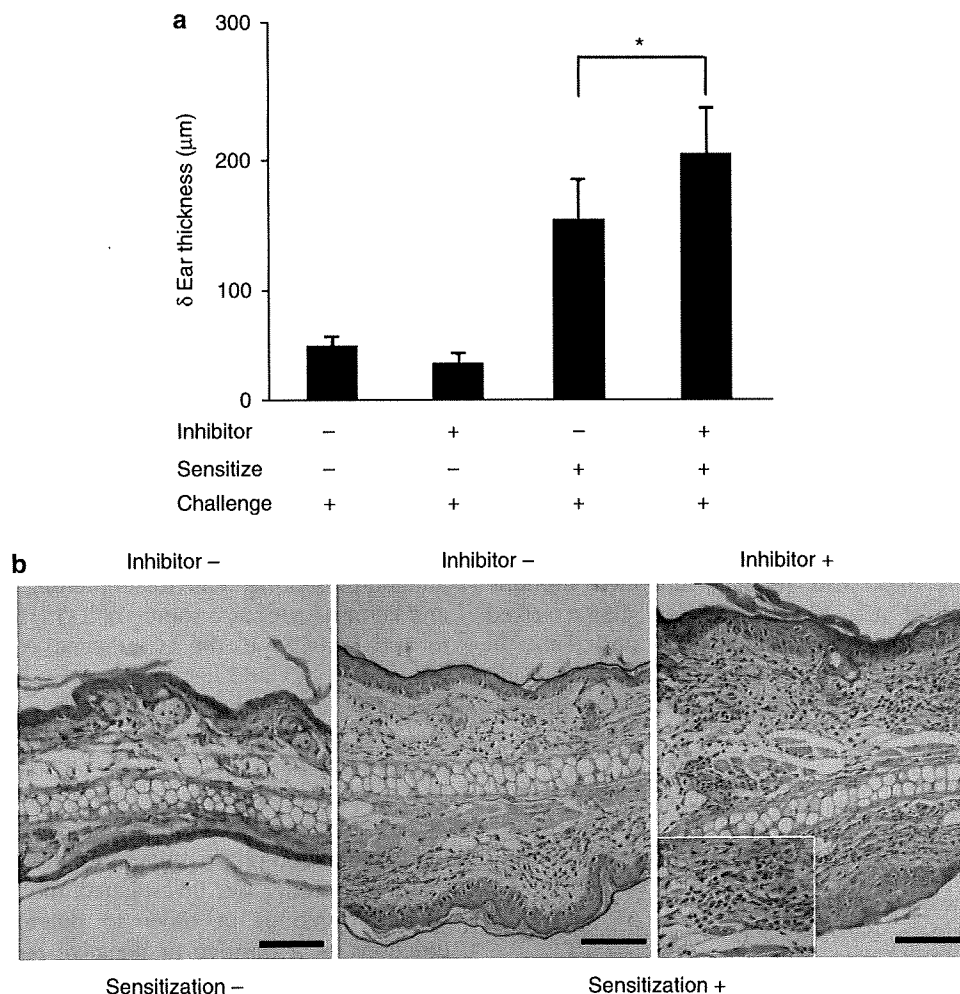 a
300
200
100
0
δ Ear thickness (μm)
*
Inhibitor – + – +
Sensitize – – + +
Challenge + + + +
b
Inhibitor – Inhibitor – Inhibitor +
Sensitization – Sensitization +